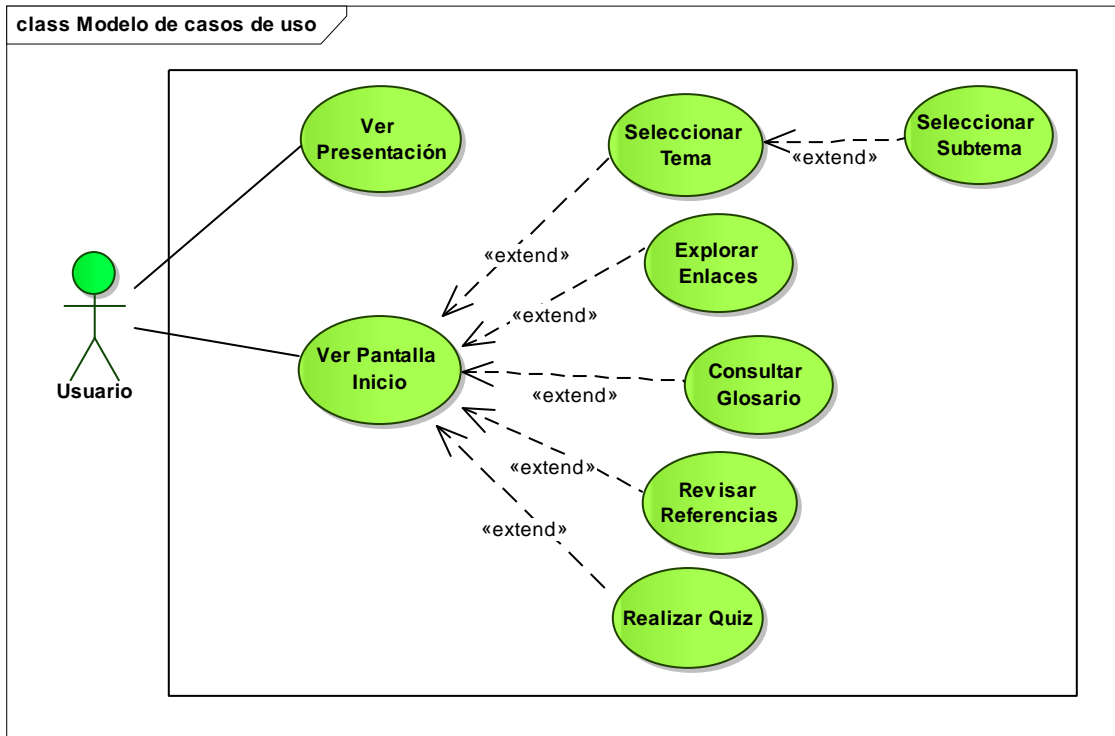 class Modelo de casos de uso
Ver
Presentación
Seleccionar
Tema
Seleccionar
Subtema
«extend»
Explorar
Enlaces
«extend»
«extend»
Usuario
Ver Pantalla
Inicio
Consultar
Glosario
«extend»
Revisar
Referencias
«extend»
«extend»
Realizar Quiz